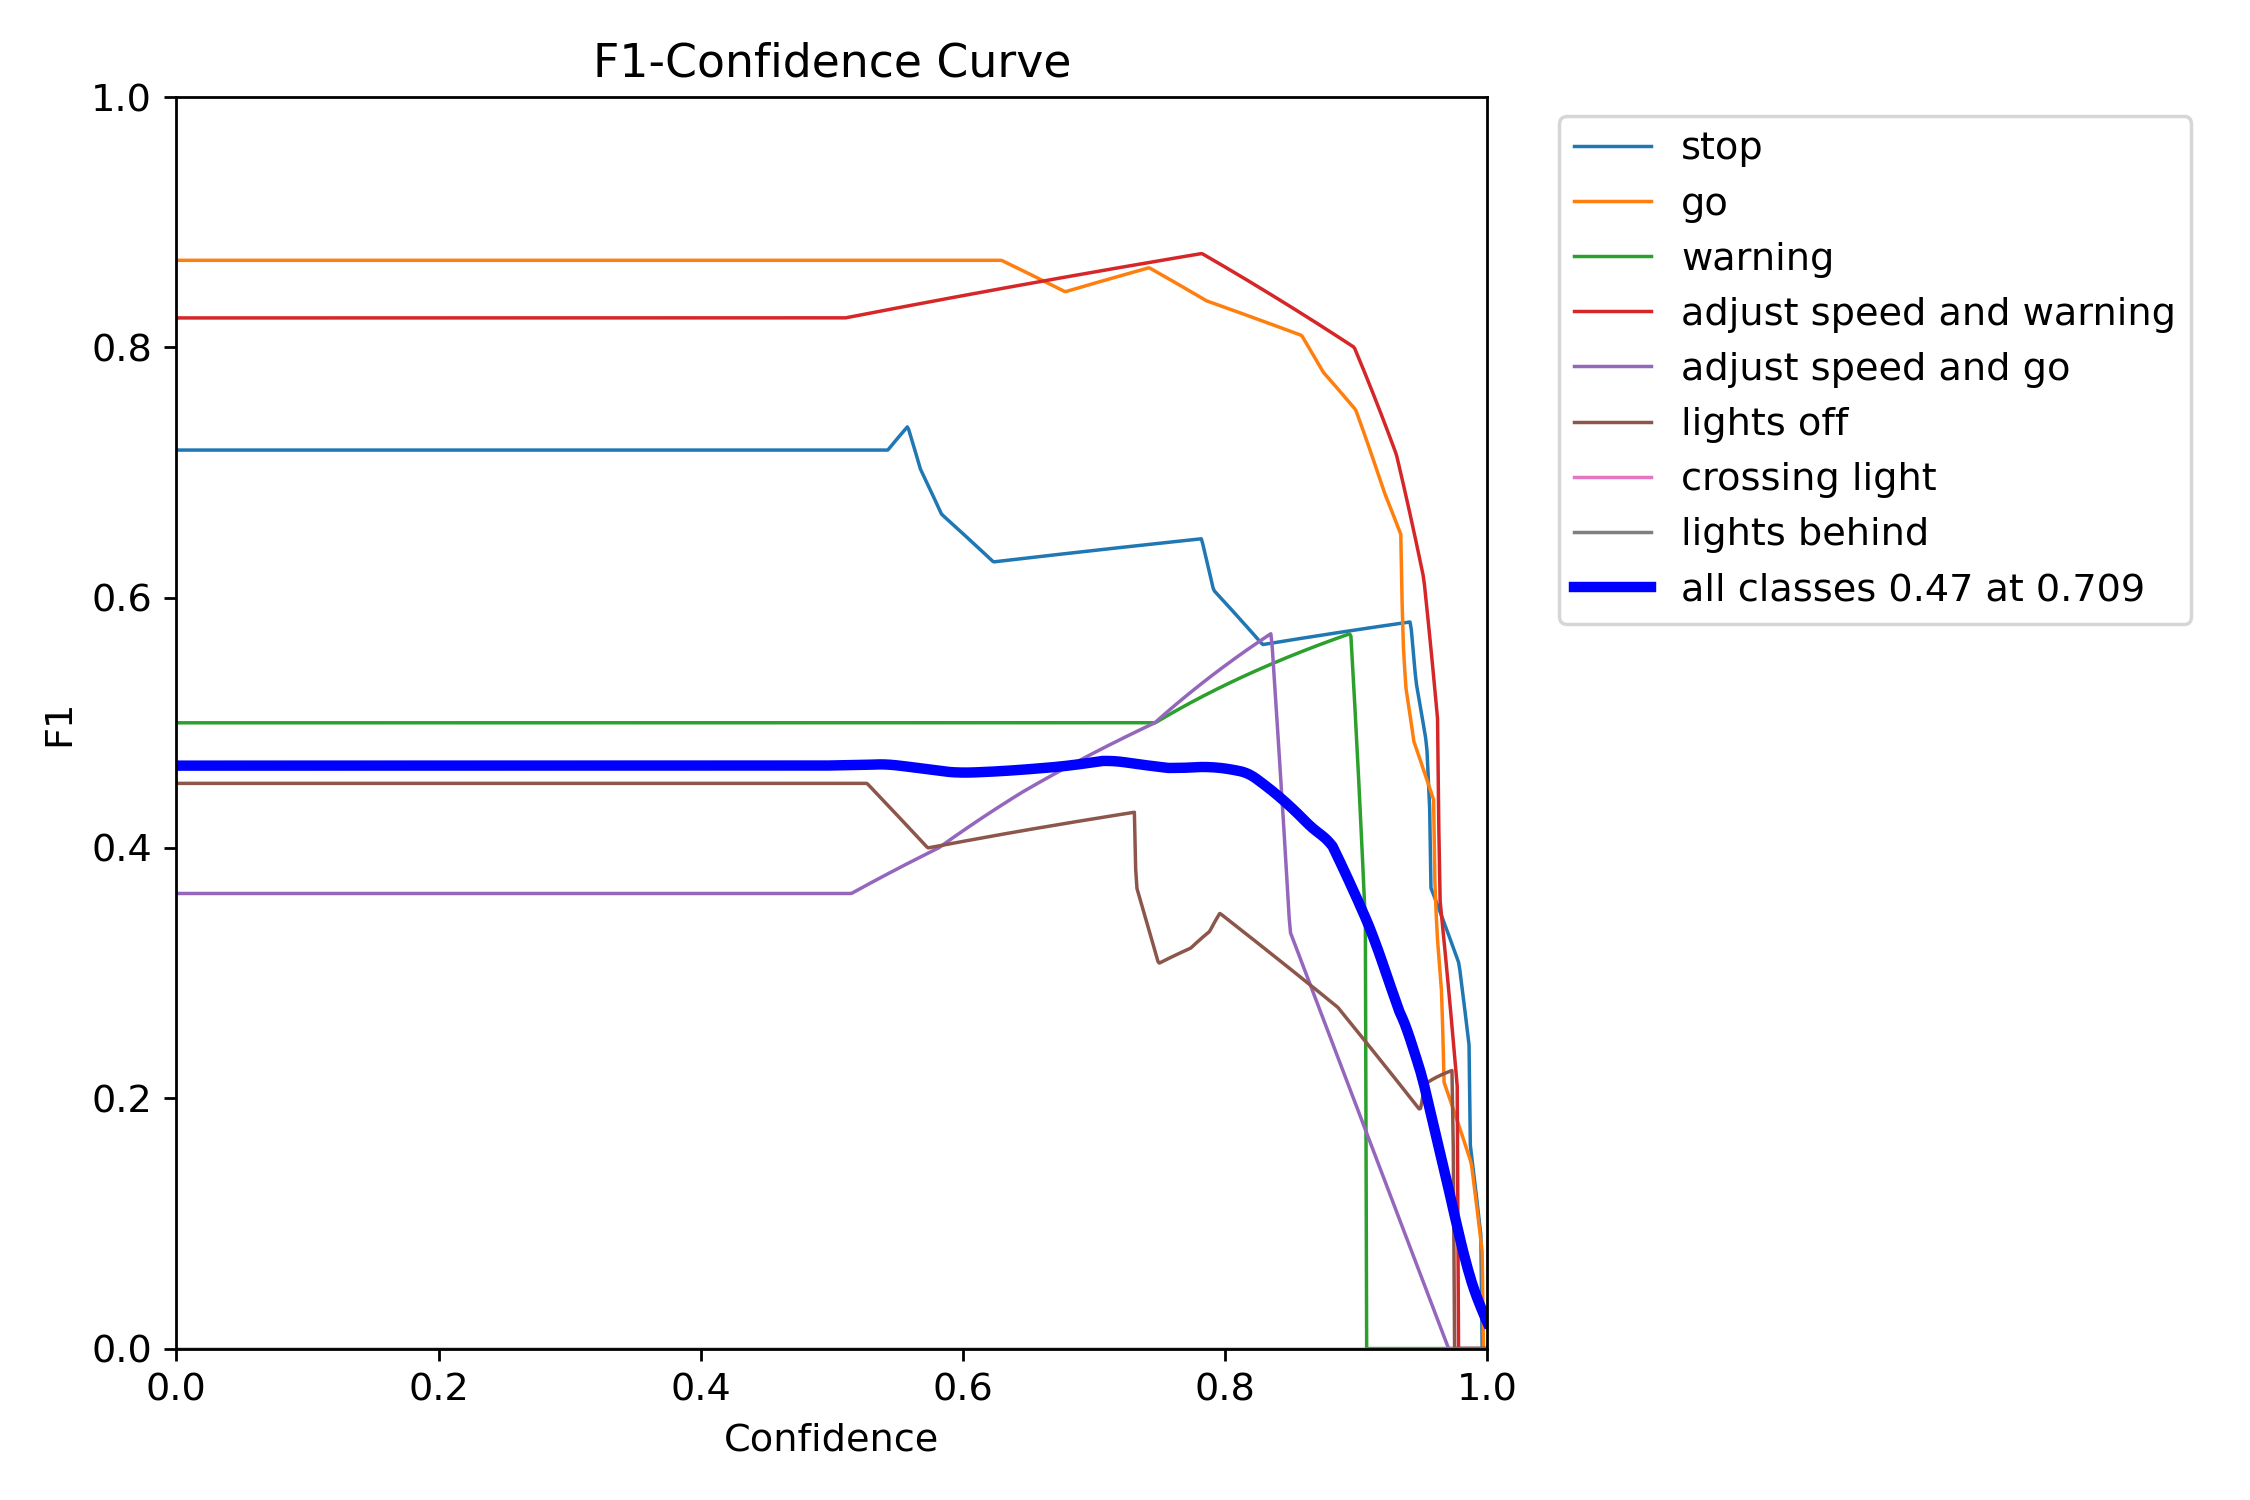 F1-Confidence Curve
1.0
0.8
0.6
0.4
0.2
0.0
F1
0.0 0.2 0.4 0.6 0.8 1.0
Confidence
stop
go
warning
adjust speed and warning
adjust speed and go
lights off
crossing light
lights behind
all classes 0.47 at 0.709